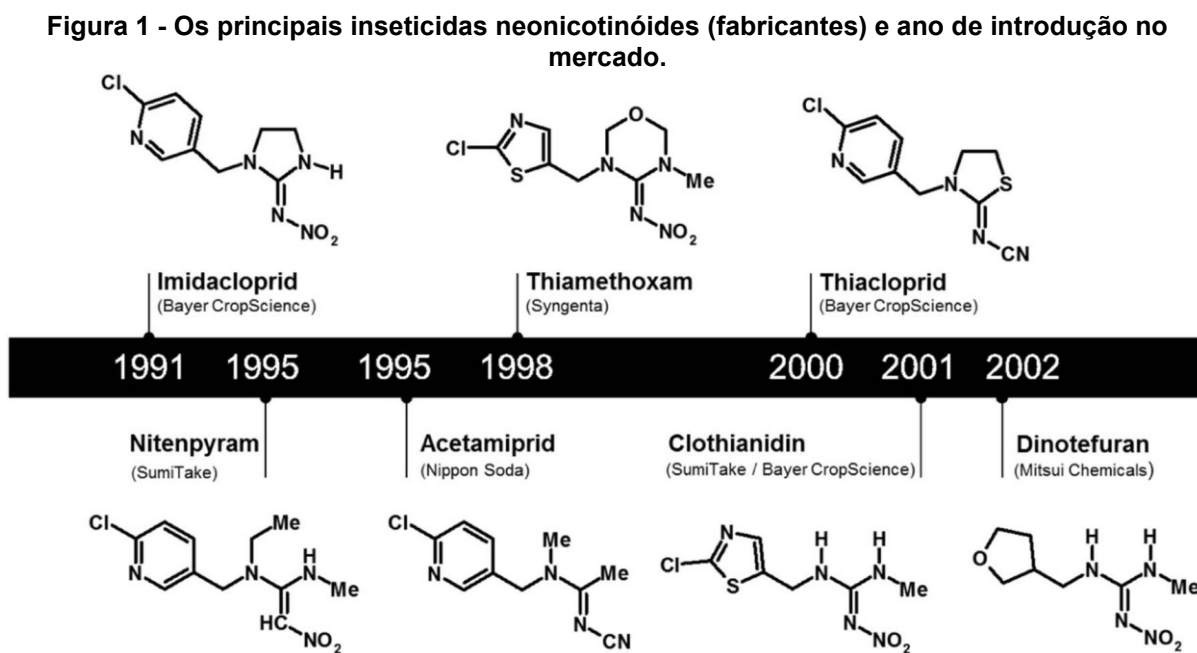 Figura 1 - Os principais inseticidas neonicotinóides (fabricantes) e ano de introdução no
mercado.
Cl
N
N
N
H
N
NO2
Cl
N
S
O
N
N
Me
N
NO2
Cl
N
N
S
N
CN
Imidacloprid
(Bayer CropScience)
Thiamethoxam
(Syngenta)
Thiacloprid
(Bayer CropScience)
1991 1995 1995 1998 2000 2001 2002
Nitenpyram
(SumiTake)
Acetamiprid
(Nippon Soda)
Clothianidin
(SumiTake / Bayer CropScience)
Dinotefuran
(Mitsui Chemicals)
Cl
N
Me
N
H
N
Me
HC
NO2
Cl
N
Me
N
Me
N
CN
Cl
N
S
H
N
H
N
Me
N
NO2
O
H
N
H
N
Me
N
NO2